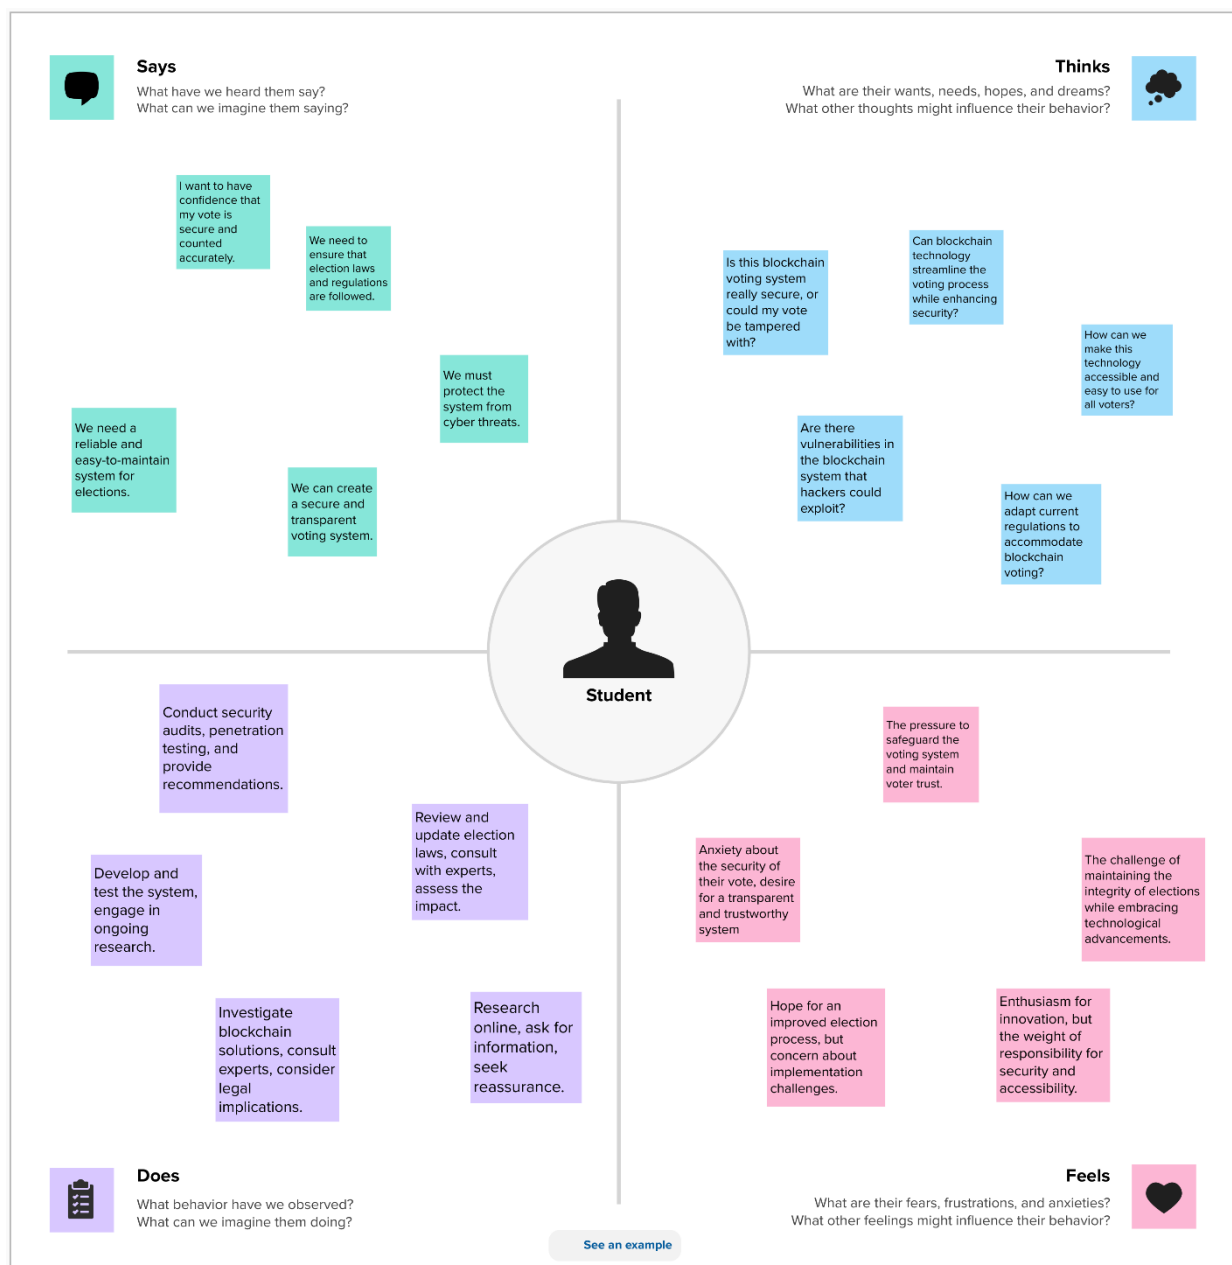 Says
What have we heard them say?
What can we imagine them saying?
Thinks
What are their wants, needs, hopes, and dreams?
What other thoughts might influence their behavior?
I want to have
confidence that
my vote is
secure and
counted
accurately.
We need to
ensure that
election laws
and regulations
are followed.
We must
protect the
system from
cyber threats.
We need a
reliable and
easy-to-maintain
system for
elections.
We can create
a secure and
transparent
voting system.
Is this blockchain
voting system
really secure, or
could my vote
be tampered
with?
Can blockchain
technology
streamline the
voting process
while enhancing
security?
How can we
make this
technology
accessible and
easy to use for
all voters?
Are there
vulnerabilities in
the blockchain
system that
hackers could
exploit?
How can we
adapt current
regulations to
accommodate
blockchain
voting?
Student
Conduct security
audits, penetration
testing, and
provide
recommendations.
Review and
update election
laws, consult
with experts,
assess the
impact.
Develop and
test the system,
engage in
ongoing
research.
Investigate
blockchain
solutions, consult
experts, consider
legal
implications.
Research
online, ask for
information,
seek
reassurance.
The pressure to
safeguard the
voting system
and maintain
voter trust.
Anxiety about
the security of
their vote, desire
for a transparent
and trustworthy
system
The challenge of
maintaining the
integrity of elections
while embracing
technological
advancements.
Hope for an
improved election
process, but
concern about
implementation
challenges.
Enthusiasm for
innovation, but
the weight of
responsibility for
security and
accessibility.
Does
What behavior have we observed?
What can we imagine them doing?
Feels
What are their fears, frustrations, and anxieties?
What other feelings might influence their behavior?
See an example